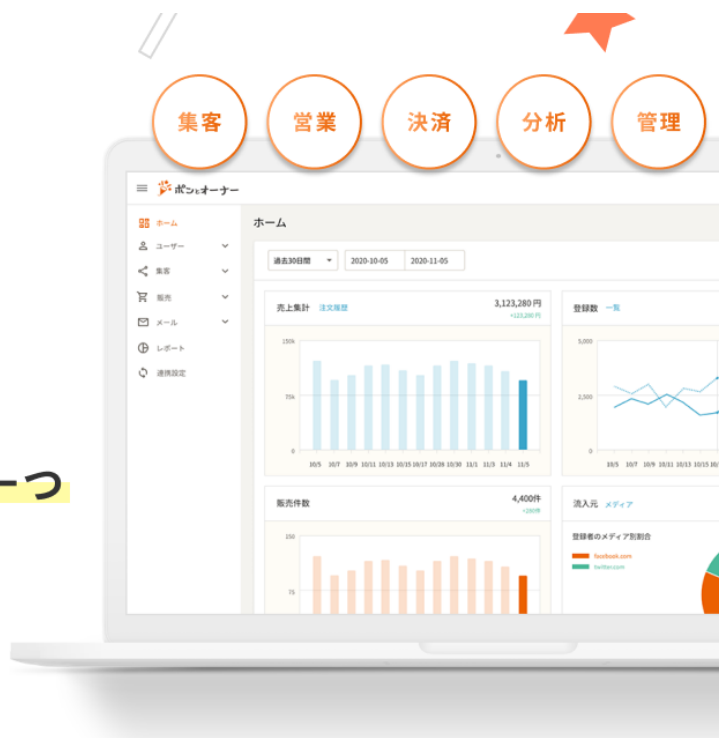 集客
営業
決済
分析
管理
ポンとオーナー
ホーム
ユーザー
集客
販売
メール
レポート
連携設定
ホーム
過去30日間
2020-10-05
2020-11-05
売上集計 注文履歴
3,123,280 円
+123,280 円
150k
75k
0
10/5 10/7 10/9 10/11 10/13 10/15 10/17 10/26 10/30 11/1 11/3 11/4 11/5
登録数 一覧
5,000
2,500
0
10/5 10/7 10/9 10/11 10/13 10/15
ーつ
販売件数
4,400件
+200件
150
75
流入元 メディア
登録者のメディア別割合
facebook.com
twitter.com